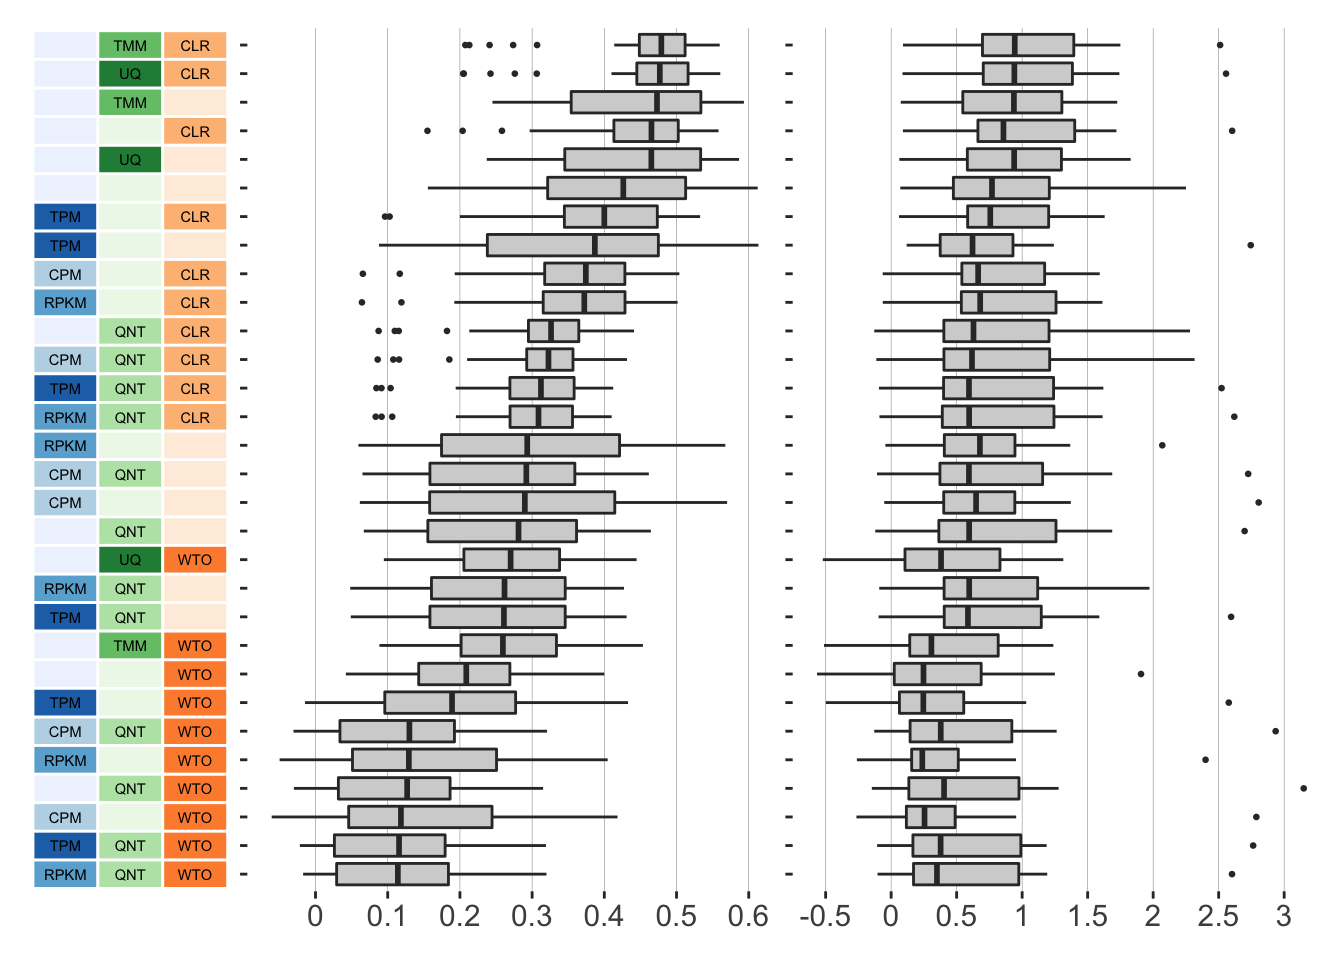 TMM CLR
UQ CLR
TMM
CLR
UQ
TPM CLR
TPM
CPM CLR
RPKM CLR
QNT CLR
CPM QNT CLR
TPM QNT CLR
RPKM QNT CLR
RPKM
CPM QNT
CPM
QNT
UQ WTO
RPKM QNT
TPM QNT
TMM WTO
WTO
TPM WTO
CPM QNT WTO
RPKM WTO
QNT WTO
CPM WTO
TPM QNT WTO
RPKM QNT WTO
0 0.1 0.2 0.3 0.4 0.5 0.6 -0.5 0 0.5 1 1.5 2 2.5 3